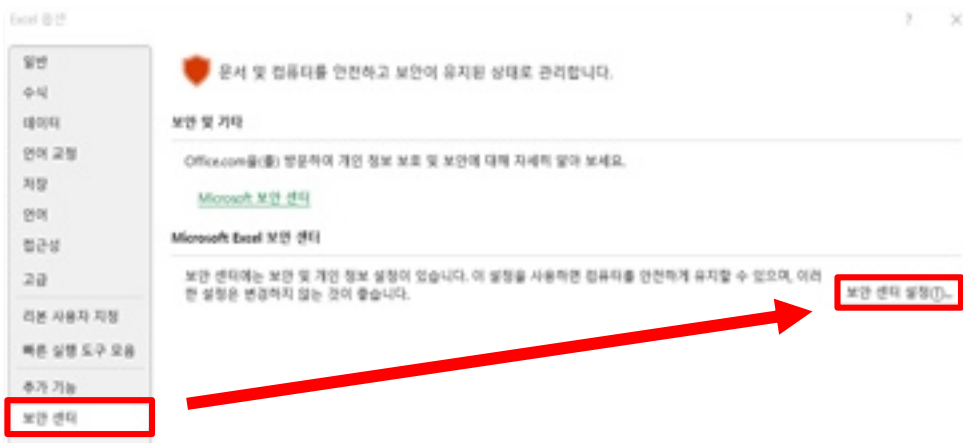 Excel 옵션
? ×
일반
수식
데이터
언어 교정
저장
언어
접근성
고급
리본 사용자 지정
빠른 실행 도구 모음
추가 기능
보안 센터
문서 및 컴퓨터를 안전하고 보안이 유지된 상태로 관리합니다.
보안 및 기타
Office.com을(를) 방문하여 개인 정보 보호 및 보안에 대해 자세히 알아 보세요.
Microsoft 보안 센터
Microsoft Excel 보안 센터
보안 센터에는 보안 및 개인 정보 설정이 있습니다. 이 설정을 사용하면 컴퓨터를 안전하게 유지할 수 있으며, 이러
한 설정은 변경하지 않는 것이 좋습니다.
보안 센터 설정(T)...